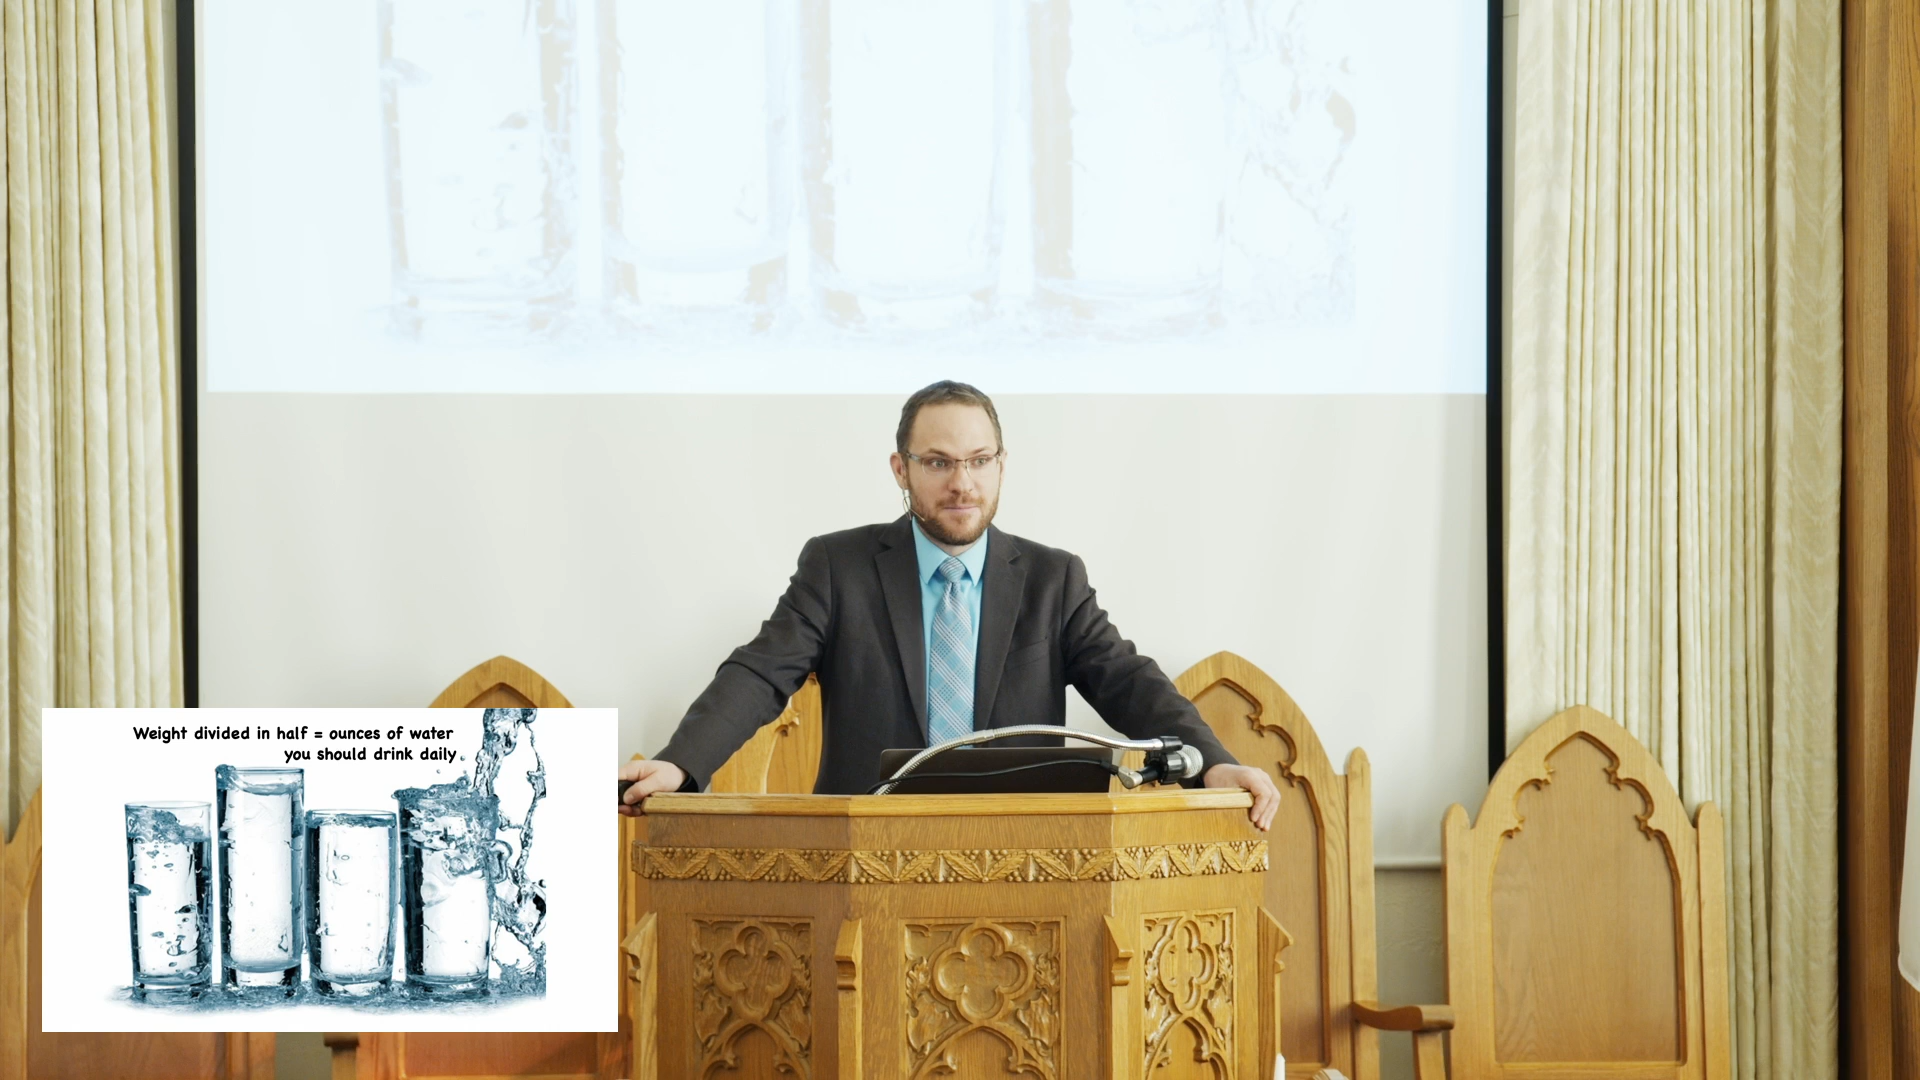 Weight divided in half = ounces of water
you should drink daily